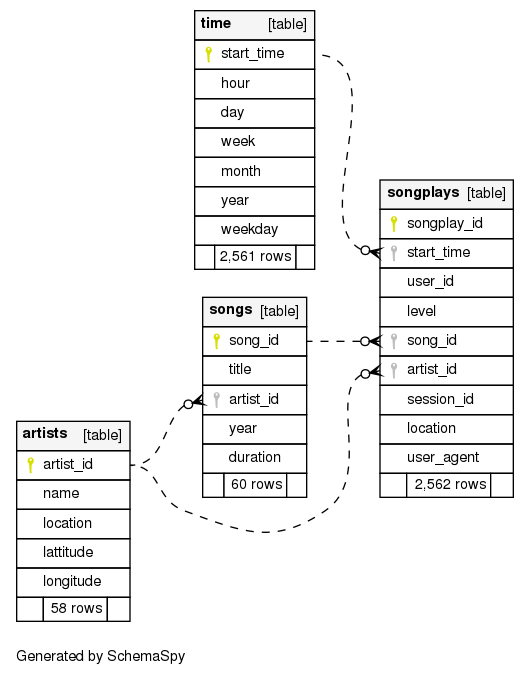 time [table]
start_time
hour
day
week
month
year
weekday
2,561 rows
songplays [table]
songplay_id
start_time
user_id
level
song_id
artist_id
session_id
location
user_agent
2,562 rows
songs [table]
song_id
title
artist_id
year
duration
60 rows
artists [table]
artist_id
name
location
lattitude
longitude
58 rows
Generated by SchemaSpy